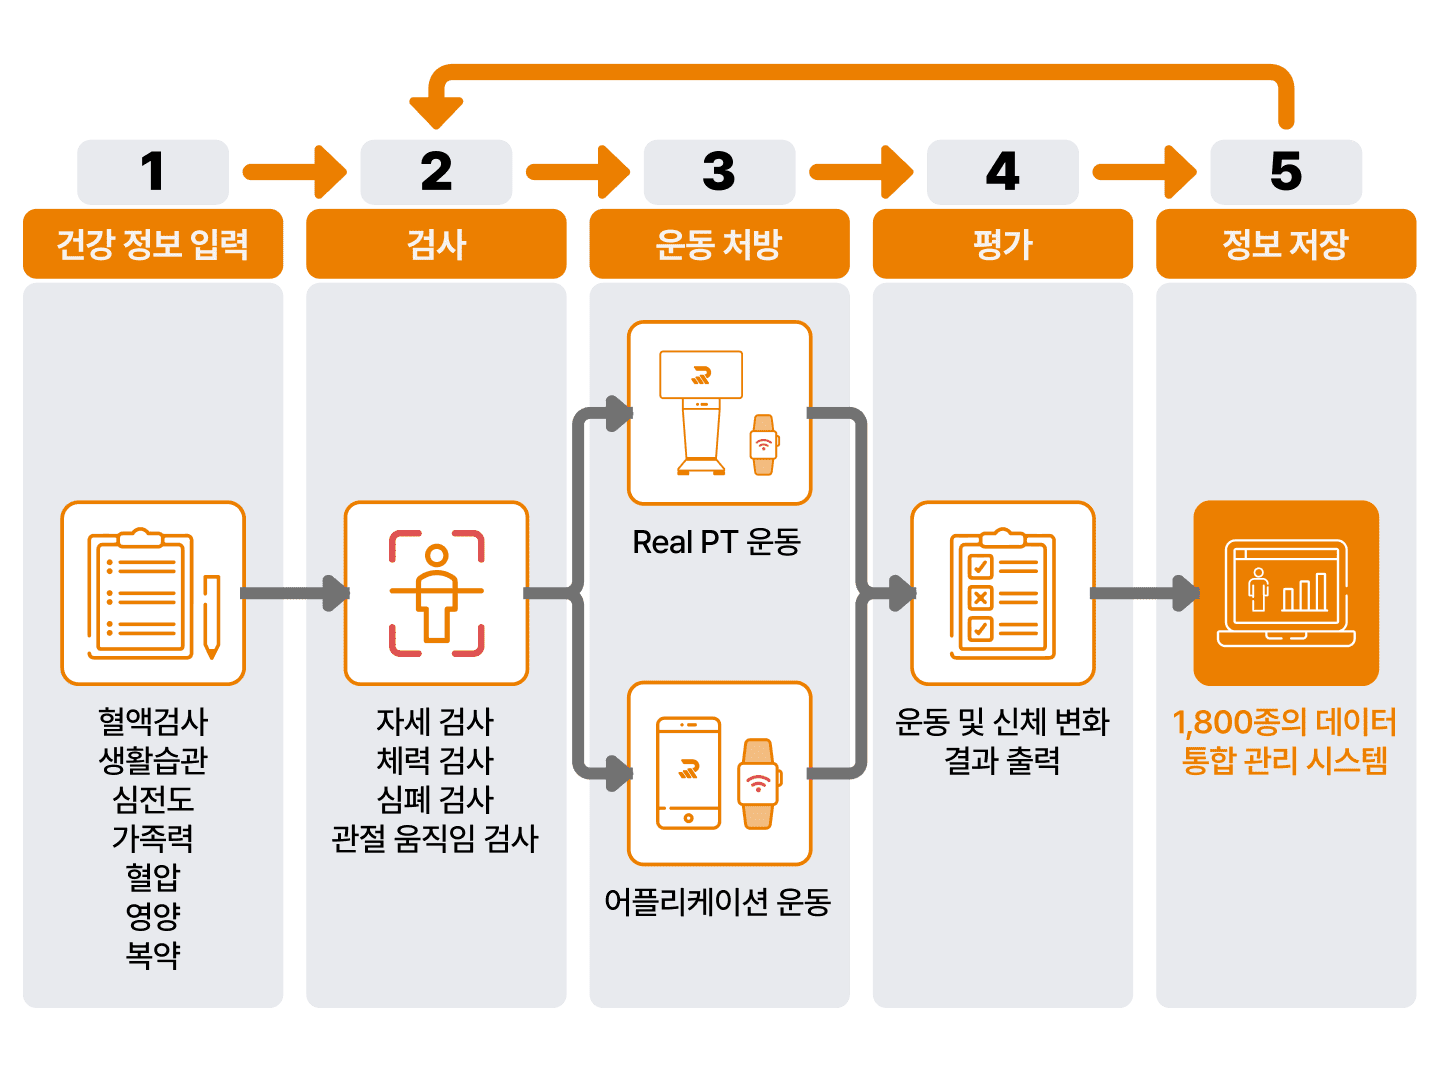 1
2
3
4
5
건강 정보 입력
검사
운동 처방
평가
정보 저장
혈액검사
생활습관
심전도
가족력
혈압
영양
복약
자세 검사
체력 검사
심폐 검사
관절 움직임 검사
Real PT 운동
어플리케이션 운동
운동 및 신체 변화
결과 출력
1,800종의 데이터
통합 관리 시스템